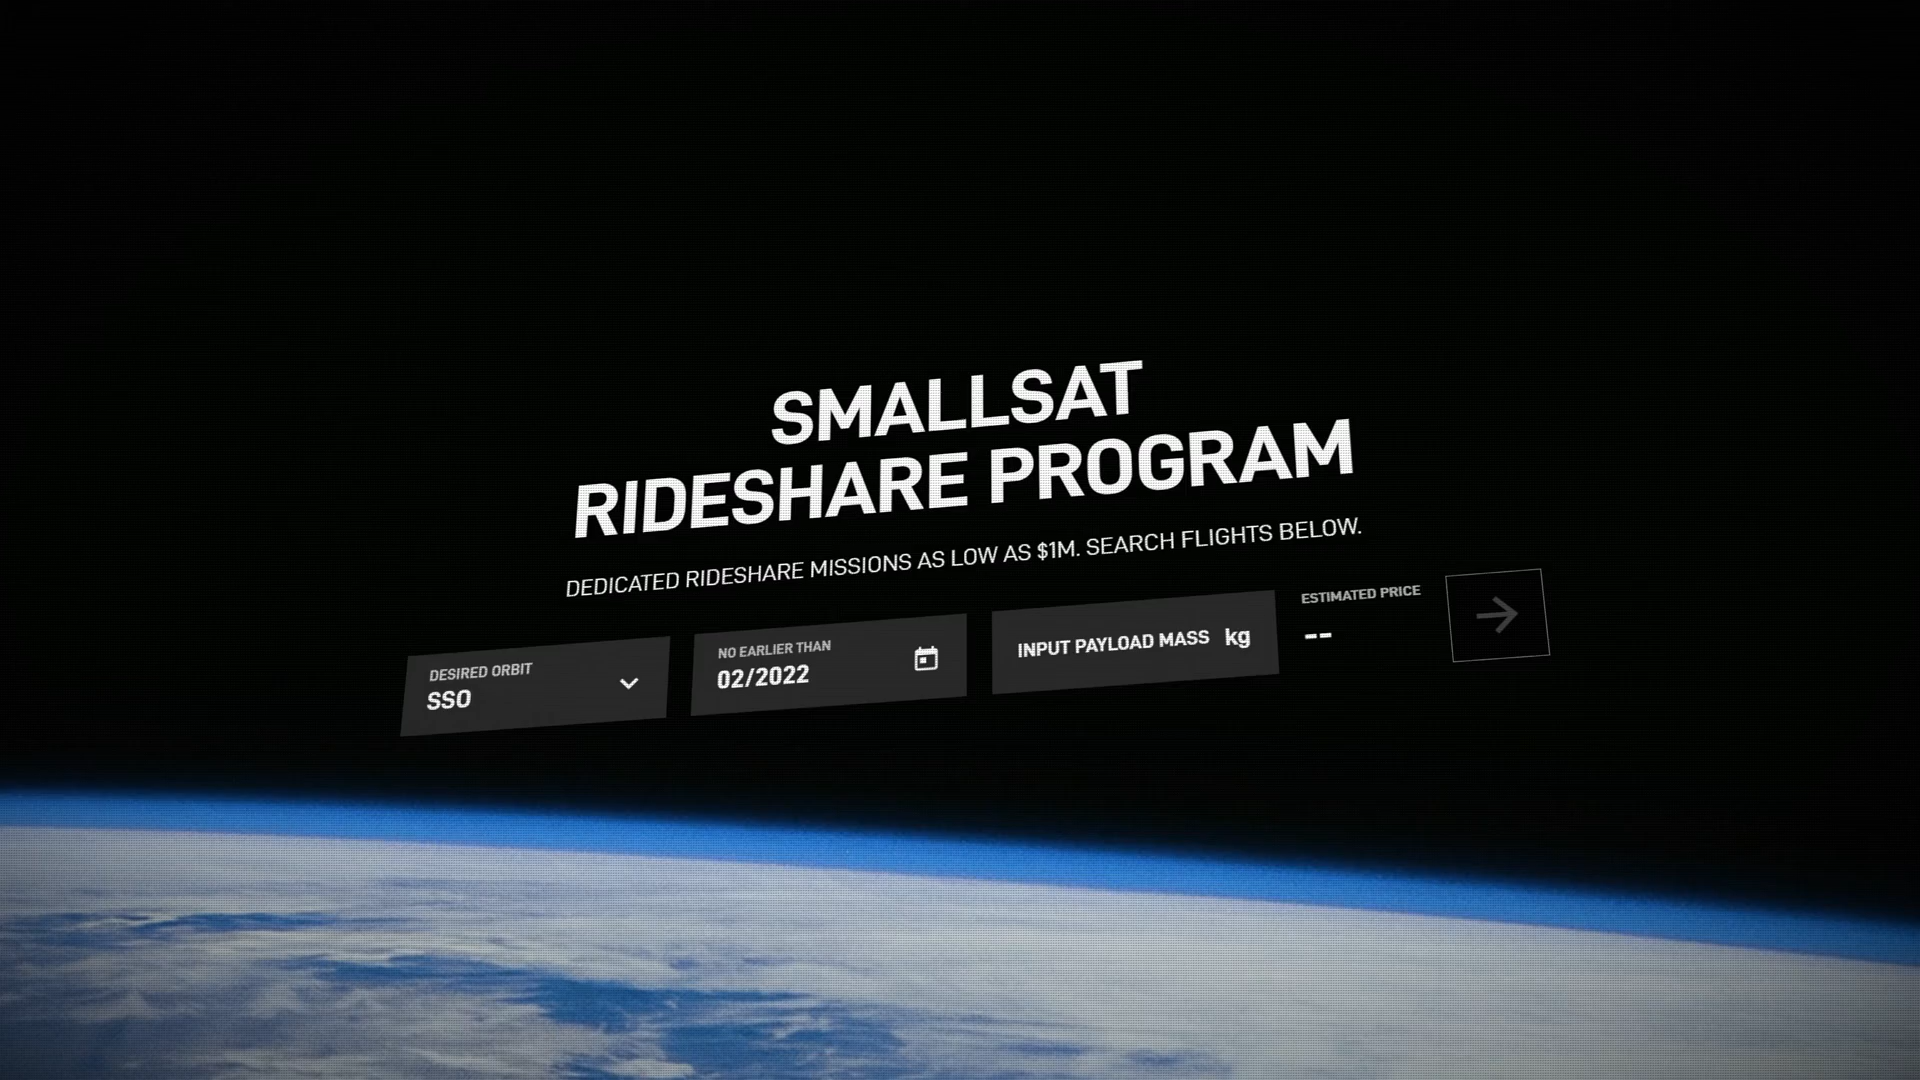 SMALLSAT
RIDESHARE PROGRAM
DEDICATED RIDESHARE MISSIONS AS LOW AS $1M. SEARCH FLIGHTS BELOW.
DESIRED ORBIT
SSO
NO EARLIER THAN
02/2022
INPUT PAYLOAD MASS kg
ESTIMATED PRICE
--